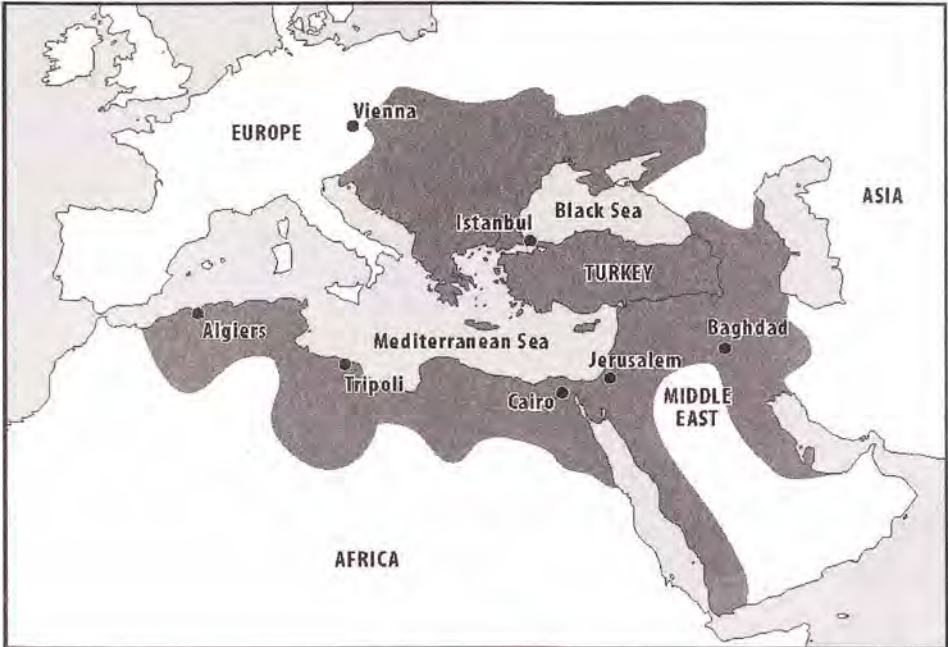 Vienna
EUROPE
ASIA
Istanbul
Black Sea
TURKEY
Algiers
Mediterranean Sea
Baghdad
Jerusalem
Tripoli
Cairo
MIDDLE
EAST
AFRICA